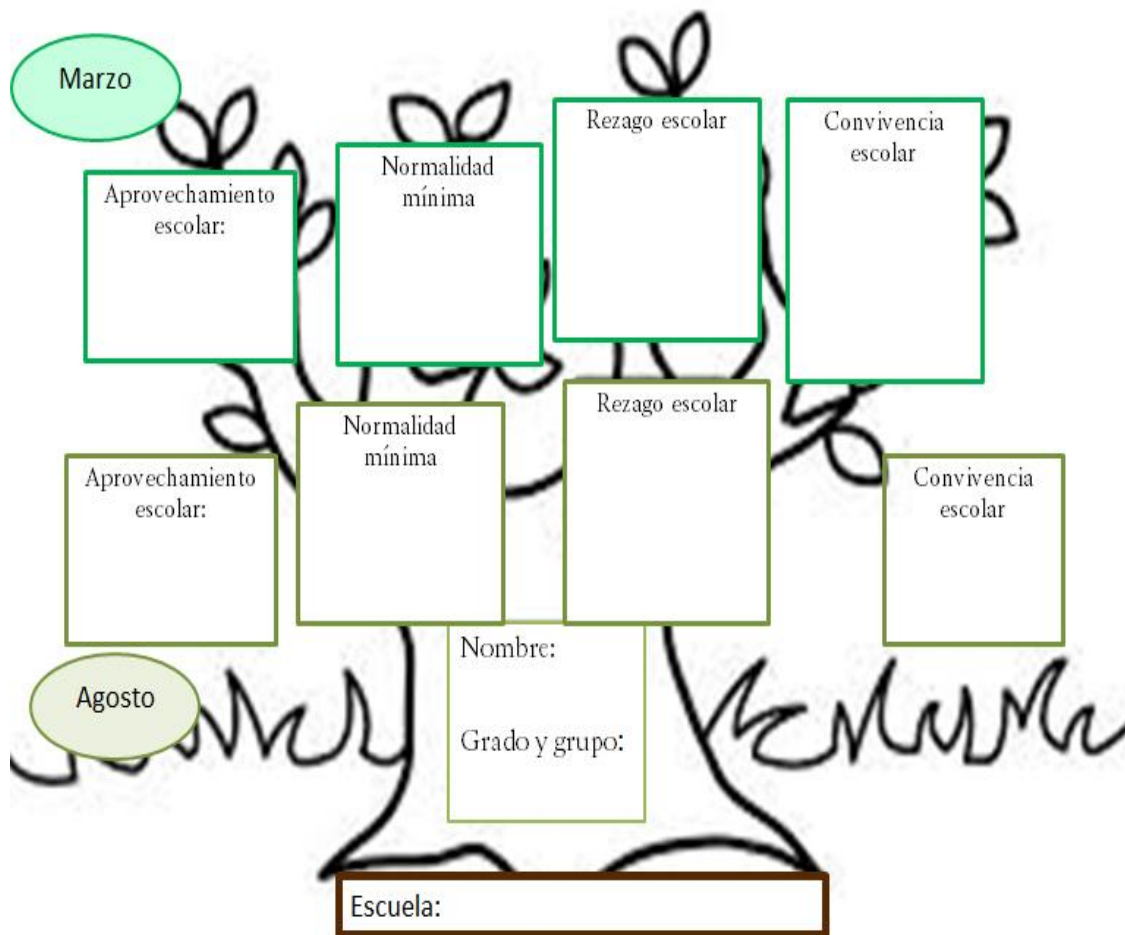 Marzo
Aprovechamiento
escolar:
Normalidad
mínima
Rezago escolar
Convivencia
escolar
Aprovechamiento
escolar:
Normalidad
mínima
Rezago escolar
Convivencia
escolar
Agosto
Nombre:
Grado y grupo:
Escuela: